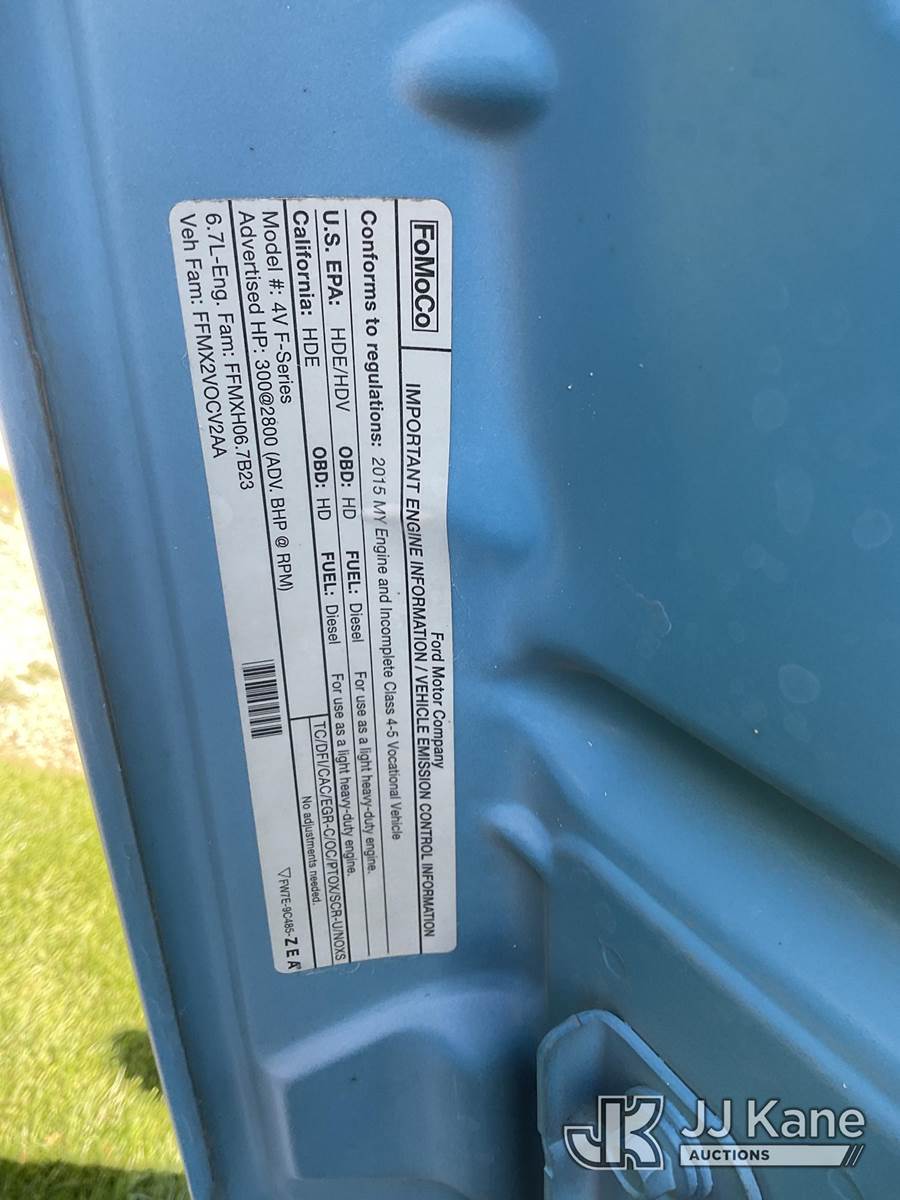 FoMoCo
Ford Motor Company
IMPORTANT ENGINE INFORMATION / VEHICLE EMISSION CONTROL INFORMATION
Conforms to regulations: 2015 MY Engine and Incomplete Class 4-5 Vocational Vehicle
U.S. EPA: HDE/HDV OBD: HD FUEL: Diesel For use as a light heavy-duty engine.
California: HDE OBD: HD FUEL: Diesel For use as a light heavy-duty engine.
Model #: 4V F-Series
TC/DFI/CAC/EGR-C/OC/PTOX/SCR-U/NOXS
Advertised HP: 300@2800 (ADV. BHP @ RPM)
No adjustments needed.
6.7L-Eng. Fam: FFMXH06.7B23
Veh Fam: FFMX2VOCV2AA
FW7E-9C485-ZEA
JK JJ Kane
AUCTIONS